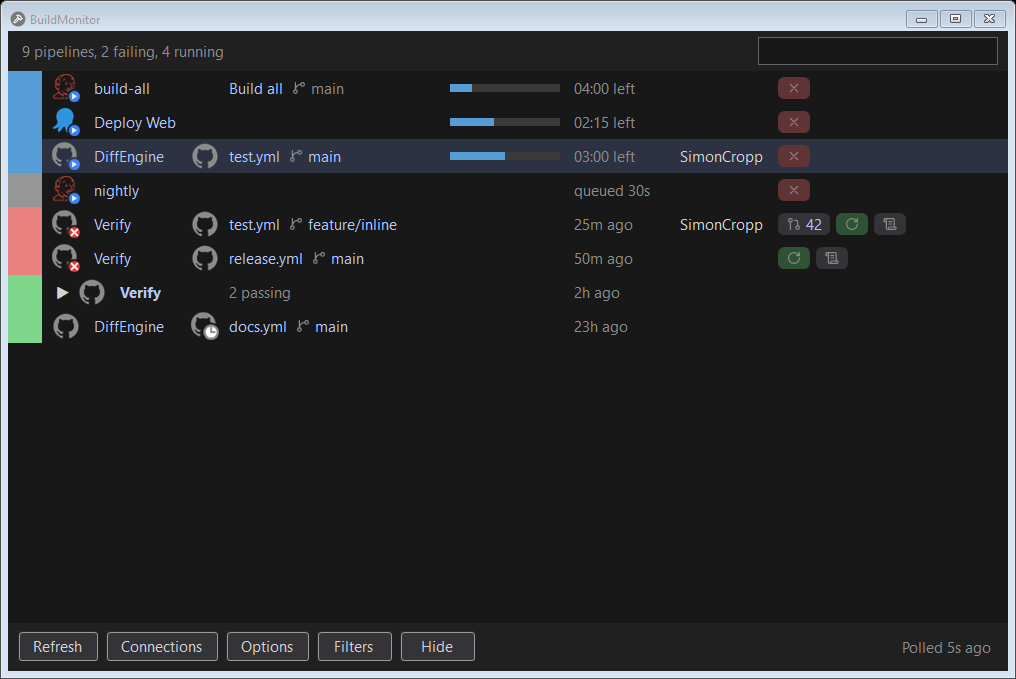 BuildMonitor
9 pipelines, 2 failing, 4 running
build-all Build all main 04:00 left
Deploy Web 02:15 left
DiffEngine test.yml main 03:00 left SimonCropp
nightly queued 30s
Verify test.yml feature/inline 25m ago SimonCropp 42
Verify release.yml main 50m ago
Verify 2 passing 2h ago
DiffEngine docs.yml main 23h ago
Refresh Connections Options Filters Hide Polled 5s ago